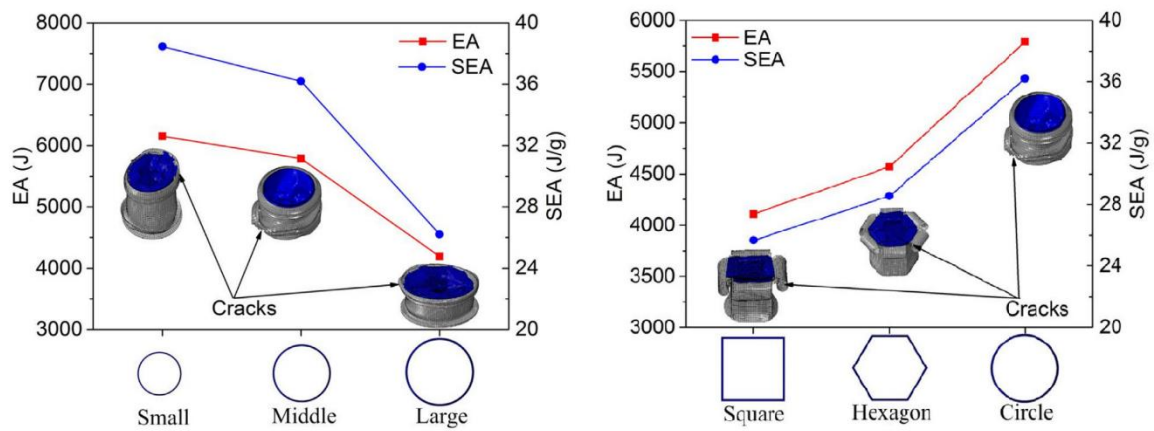 8000
7000
6000
5000
4000
3000
EA (J)
40
36
32
28
24
20
SEA (J/g)
EA
SEA
Cracks
Small
Middle
Large
6000
5500
5000
4500
4000
3500
3000
EA (J)
40
36
32
28
24
20
SEA (J/g)
EA
SEA
Cracks
Square
Hexagon
Circle